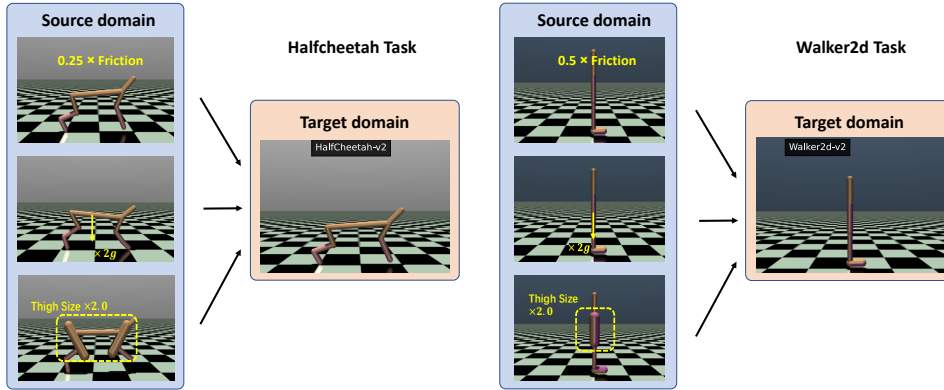 Source domain
0.25 × Friction
× 2g
Thigh Size ×2.0
Halfcheetah Task
Target domain
HalfCheetah-v2
Source domain
0.5 × Friction
× 2g
Thigh Size
×2.0
Walker2d Task
Target domain
Walker2d-v2